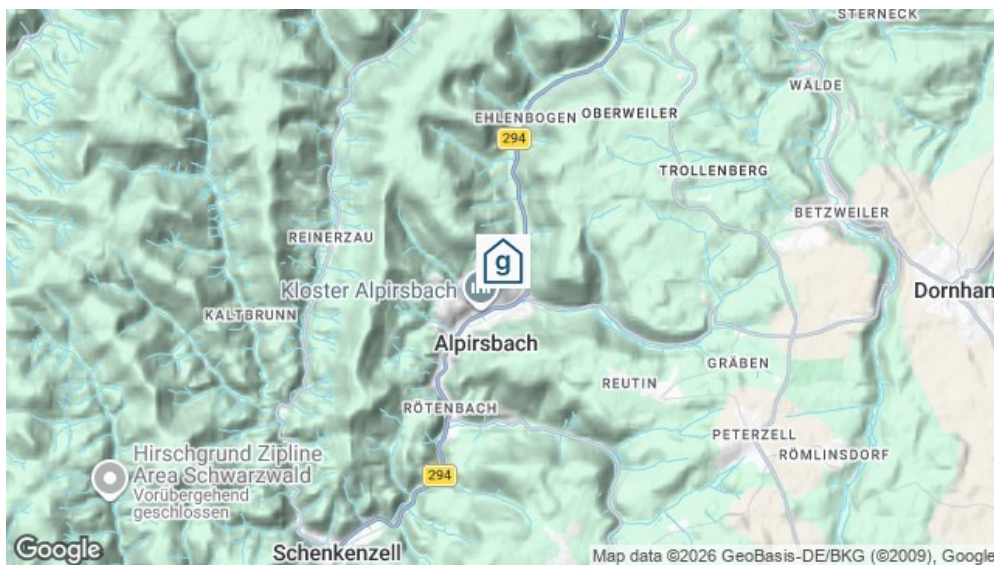 STERNECK
WÄLDE
EHLENBOGEN
OBERWEILER
294
TROLLENBERG
BETZWEILER
REINERZAU
g
Kloster Alpirsbach
Dornhan
KALTBRUNN
Alpirsbach
GRÄBEN
REUTIN
RÖTENBACH
PETERZELL
RÖMLINSDORF
Hirschgrund Zipline
Area Schwarzwald
Vorübergehend
geschlossen
294
Schenkenzell
Google
Map data ©2026 GeoBasis-DE/BKG (©2009), Google